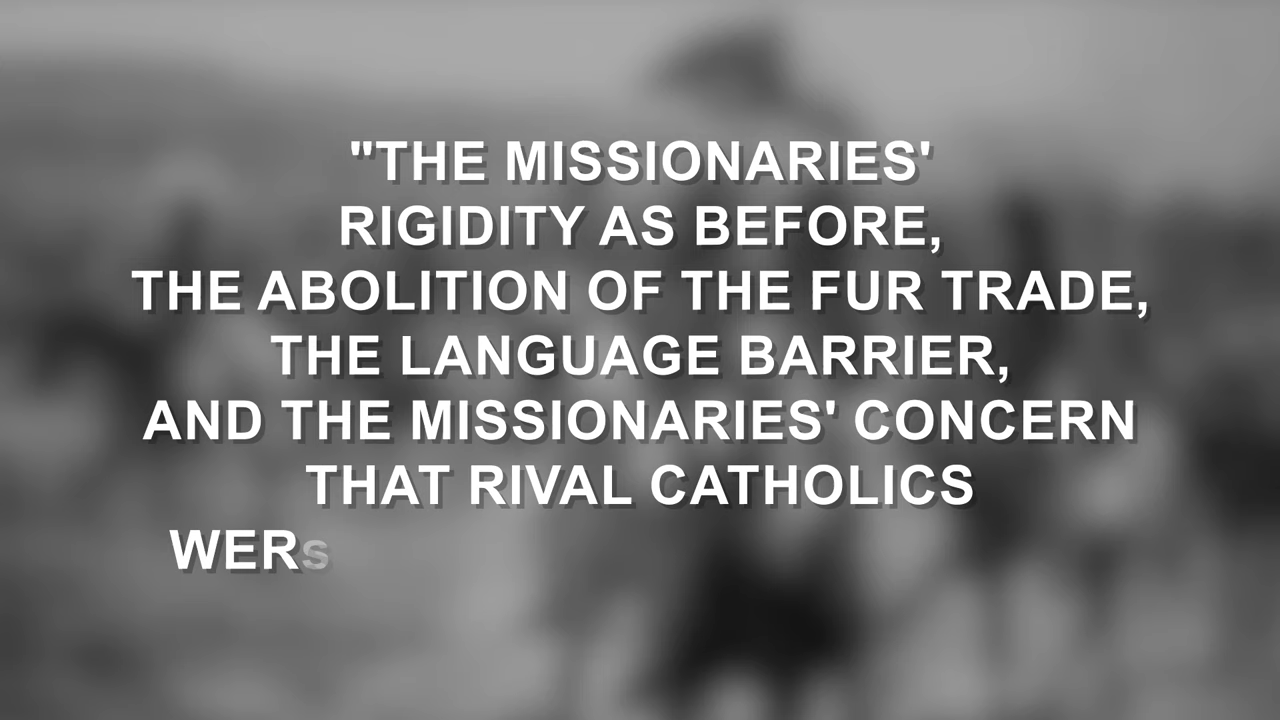 "THE MISSIONARIES'
RIGIDITY AS BEFORE,
THE ABOLITION OF THE FUR TRADE,
THE LANGUAGE BARRIER,
AND THE MISSIONARIES' CONCERN
THAT RIVAL CATHOLICS
WERs